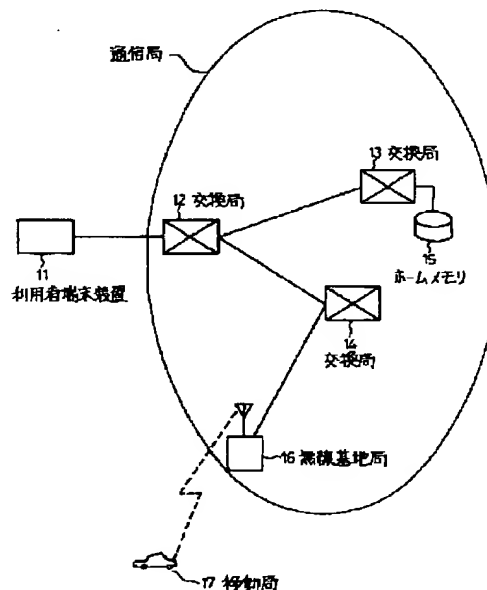 通信局
13 交換局
12 交換局
15
ホームメモリ
11
利用者端末装置
14
交換局
16 無線基地局
17 移動局